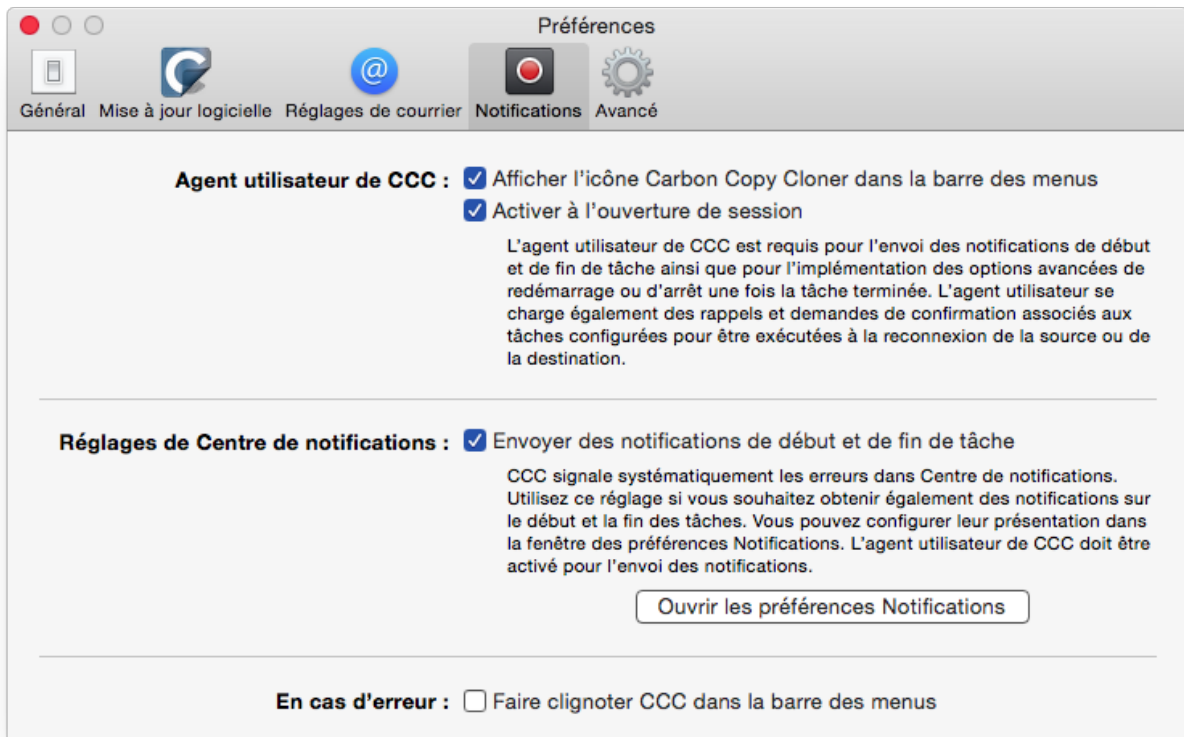 Préférences
Général Mise à jour logicielle Réglages de courrier Notifications Avancé
Agent utilisateur de CCC : Afficher l'icône Carbon Copy Cloner dans la barre des menus
Activer à l'ouverture de session
L'agent utilisateur de CCC est requis pour l'envoi des notifications de début
et de fin de tâche ainsi que pour l'implémentation des options avancées de
redémarrage ou d'arrêt une fois la tâche terminée. L'agent utilisateur se
charge également des rappels et demandes de confirmation associés aux
tâches configurées pour être exécutées à la reconnexion de la source ou de
la destination.
Réglages de Centre de notifications : Envoyer des notifications de début et de fin de tâche
CCC signale systématiquement les erreurs dans Centre de notifications.
Utilisez ce réglage si vous souhaitez obtenir également des notifications sur
le début et la fin des tâches. Vous pouvez configurer leur présentation dans
la fenêtre des préférences Notifications. L'agent utilisateur de CCC doit être
activé pour l'envoi des notifications.
Ouvrir les préférences Notifications
En cas d'erreur : Faire clignoter CCC dans la barre des menus